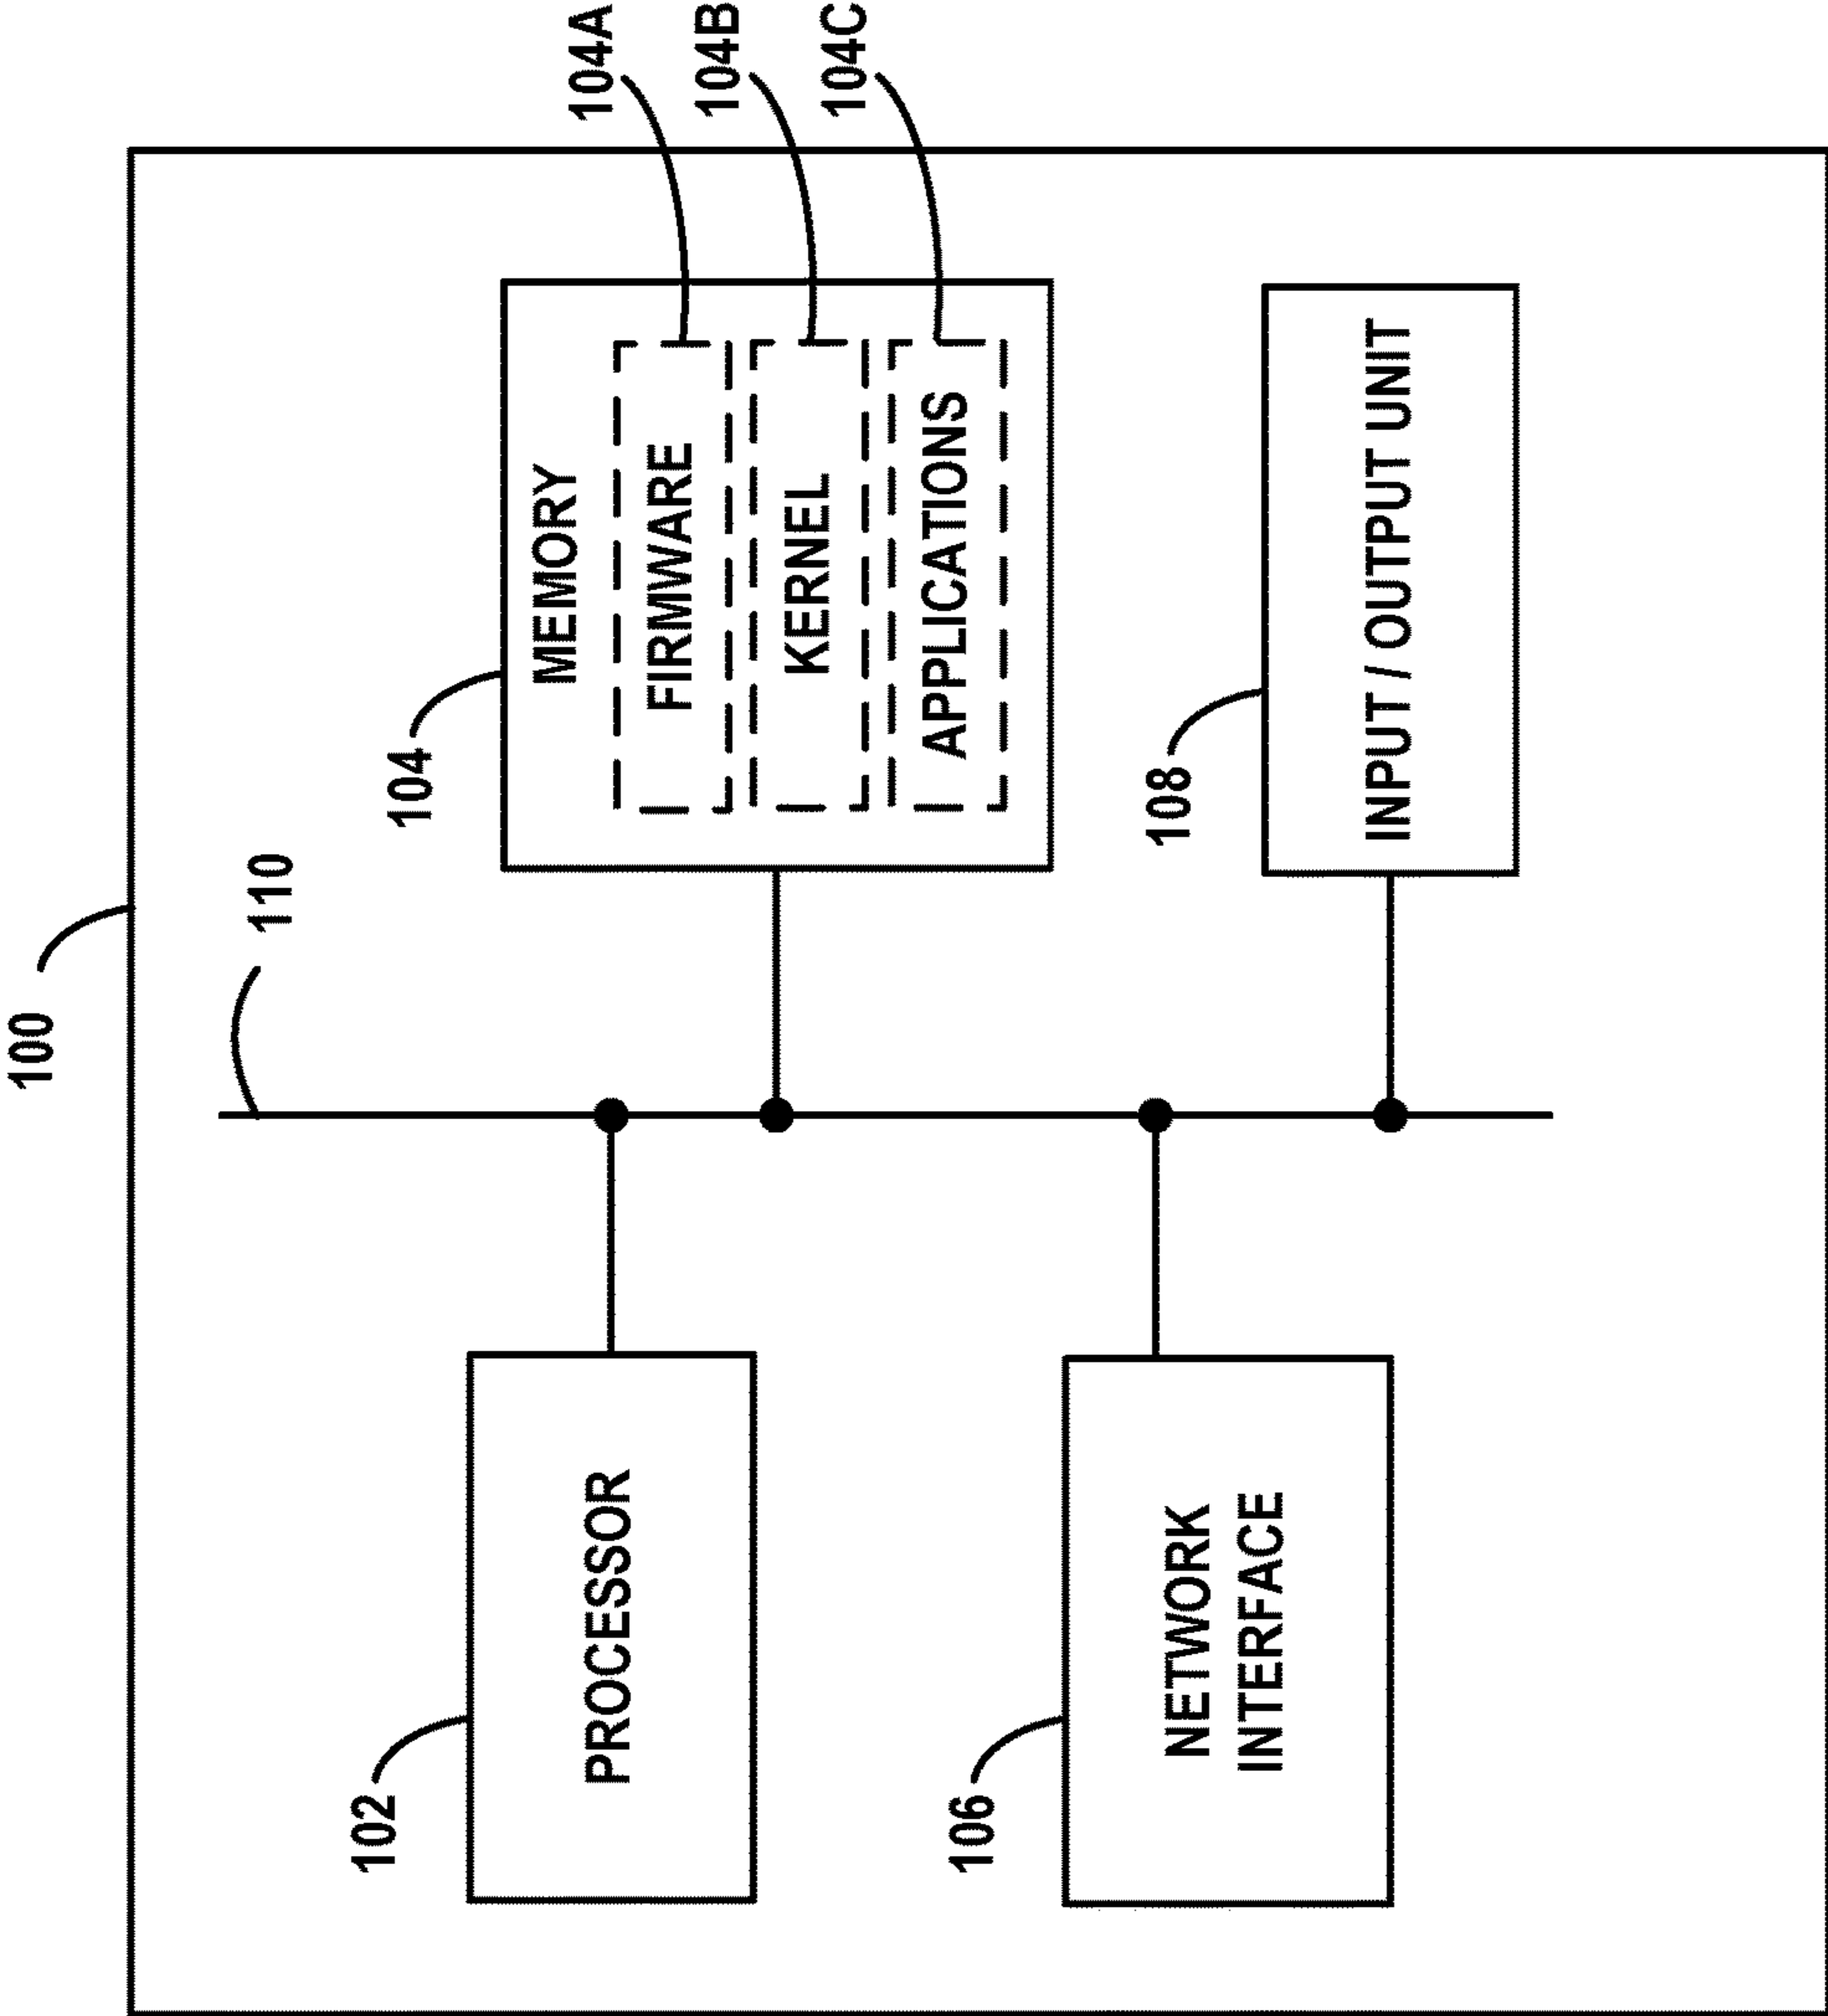 100
110
102
PROCESSOR
104
MEMORY
FIRMWARE
104A
KERNEL
104B
APPLICATIONS
104C
106
NETWORK
INTERFACE
108
INPUT / OUTPUT UNIT